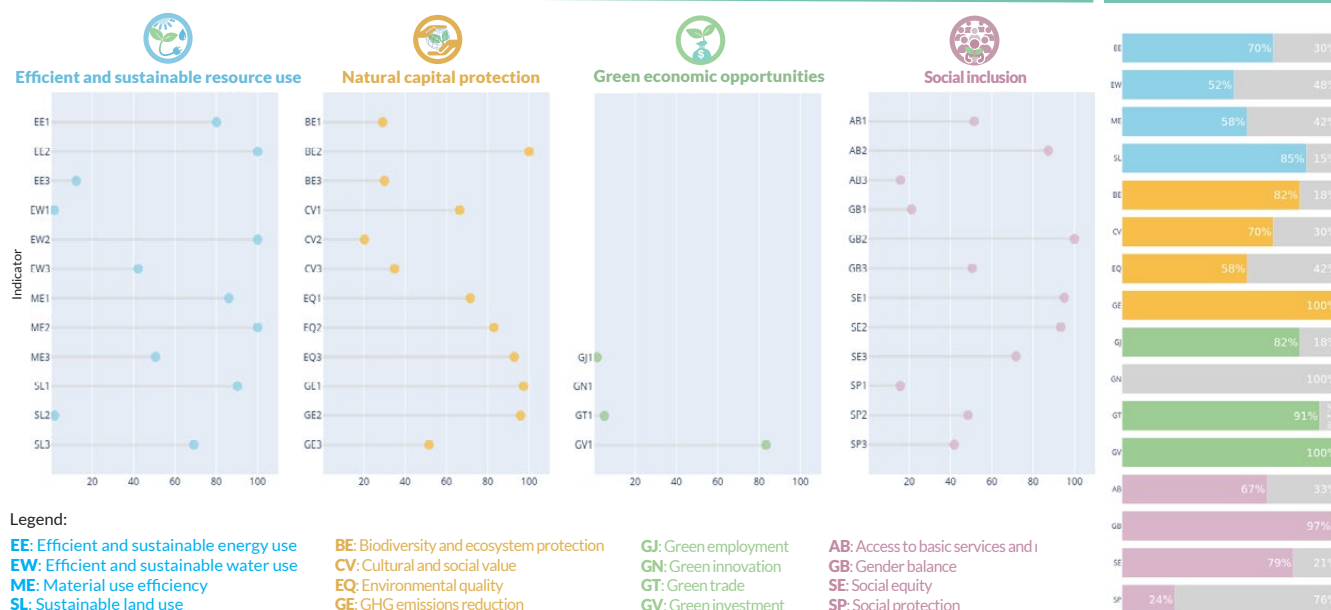 Efficient and sustainable resource use
Natural capital protection
Green economic opportunities
Social inclusion
Indicator
EE1
EE2
EE3
EW1
EW2
EW3
ME1
ME2
ME3
SL1
SL2
SL3
20 40 60 80 100
BE1
BE2
BE3
CV1
CV2
CV3
EQ1
EQ2
EQ3
GE1
GE2
GE3
20 40 60 80 100
$
GJ1
GN1
GT1
GV1
20 40 60 80 100
AB1
AB2
AB3
GB1
GB2
GB3
SE1
SE2
SE3
SP1
SP2
SP3
20 40 60 80 100
EE 70% 30%
EW 52% 48%
ME 58% 42%
SL 85% 15%
BE 82% 18%
CV 70% 30%
EQ 58% 42%
GE 100%
GJ 82% 18%
GN 100%
GT 91%
GV 100%
AB 67% 33%
GB 97%
SE 79% 21%
SP 24% 76%
Legend:
EE: Efficient and sustainable energy use
EW: Efficient and sustainable water use
ME: Material use efficiency
SL: Sustainable land use
BE: Biodiversity and ecosystem protection
CV: Cultural and social value
EQ: Environmental quality
GE: GHG emissions reduction
GJ: Green employment
GN: Green innovation
GT: Green trade
GV: Green investment
AB: Access to basic services and
GB: Gender balance
SE: Social equity
SP: Social protection